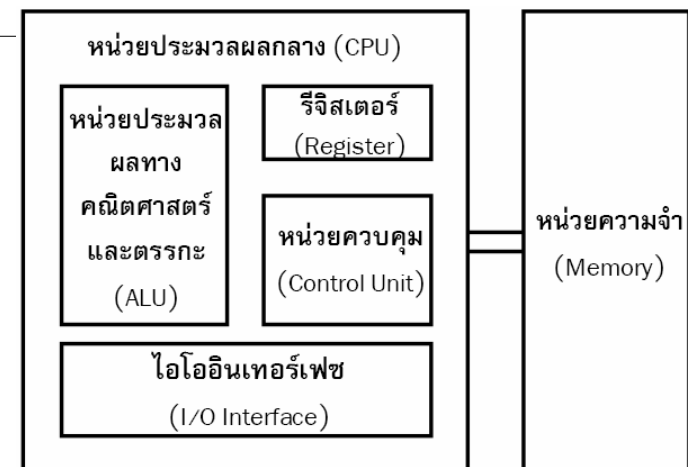 หน่วยประมวลผลกลาง (CPU)
หน่วยประมวล
ผลทาง
คณิตศาสตร์
และตรรกะ
(ALU)
รีจิสเตอร์
(Register)
หน่วยควบคุม
(Control Unit)
ไอโออินเทอร์เฟซ
(I/O Interface)
หน่วยความจำ
(Memory)